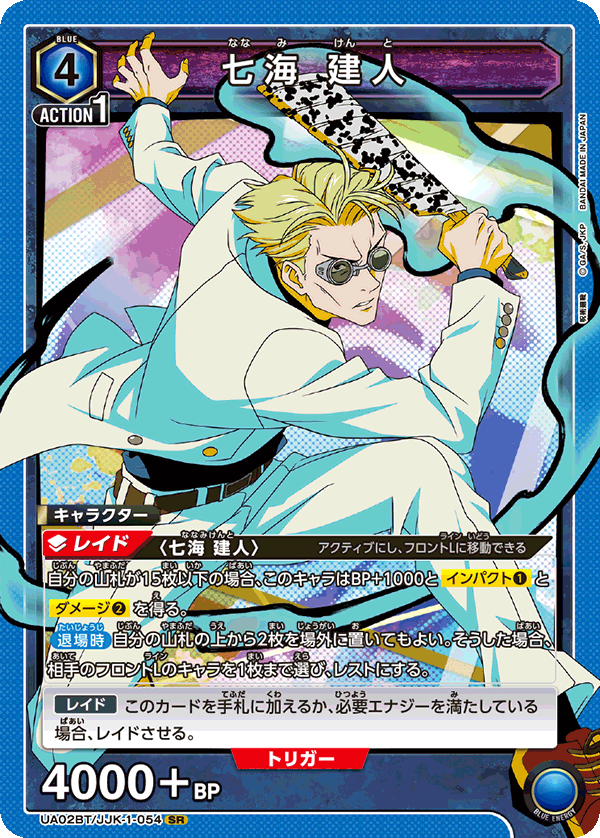 BLUE
4
ACTION 1
ななみ けんと
七海 建人
BANDAI MADE IN JAPAN
©GA/S, JKP
呪術廻戦
キャラクター
レイド 〈七海 建人〉 アクティブにし、フロントLに移動できる
自分の山札が15枚以下の場合、このキャラはBP+1000と インパクト❶ と
ダメージ❷ を得る。
退場時 自分の山札の上から2枚を場外に置いてもよい。そうした場合、
相手のフロントLのキャラを1枚まで選び、レストにする。
レイド このカードを手札に加えるか、必要エナジーを満たしている
場合、レイドさせる。
トリガー
4000+BP
BLUE ENERGY
UA02BT/JJK-1-054 SR